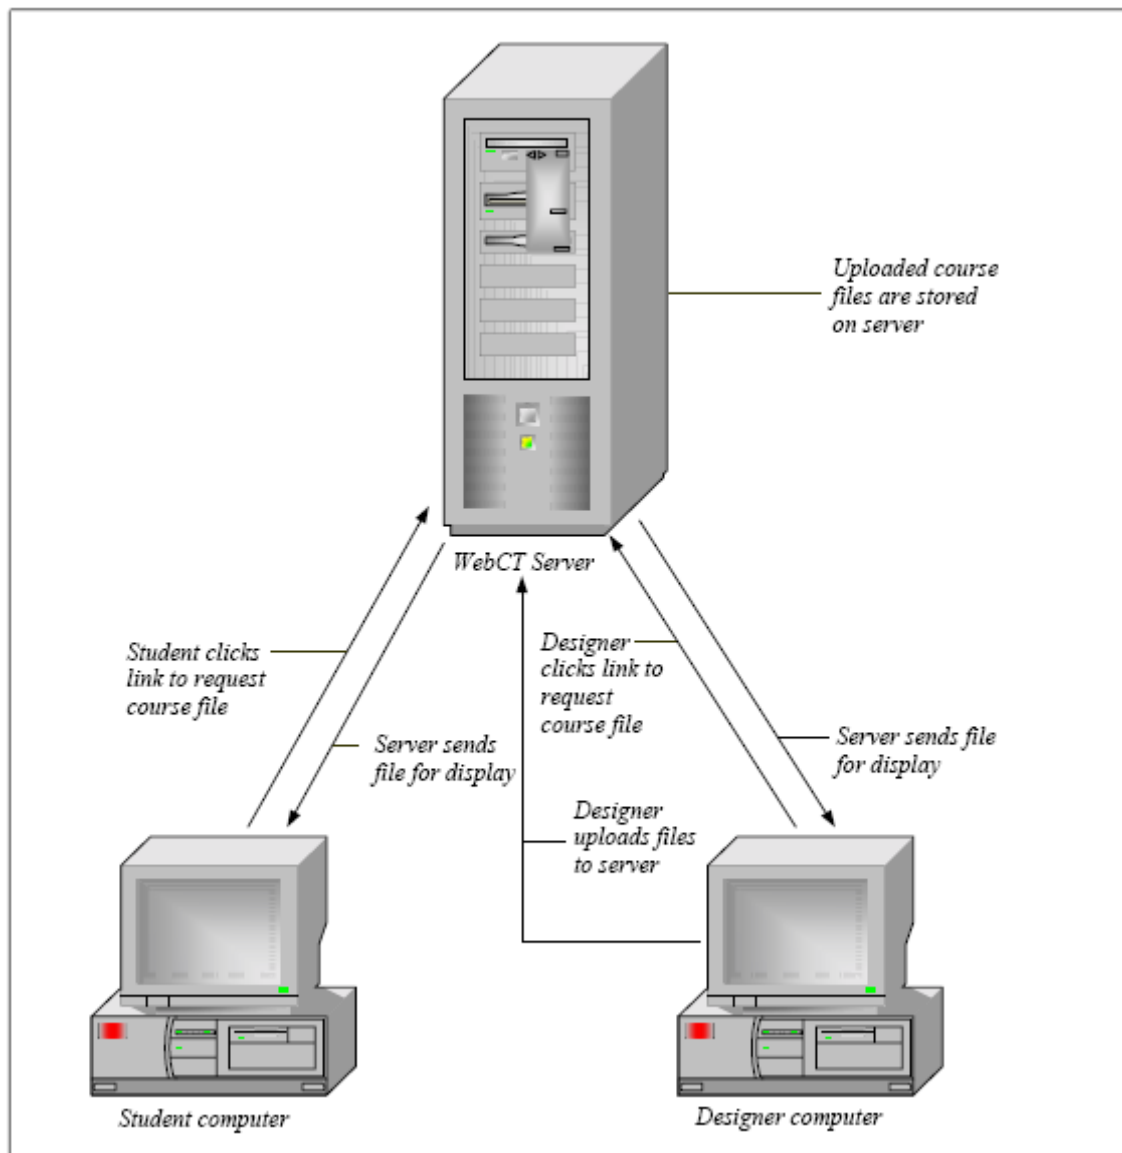 Uploaded course
files are stored
on server
WebCT Server
Student clicks
link to request
course file
Designer
clicks link to
request
course file
Server sends
file for display
Server sends file
for display
Designer
uploads files
to server
Student computer
Designer computer